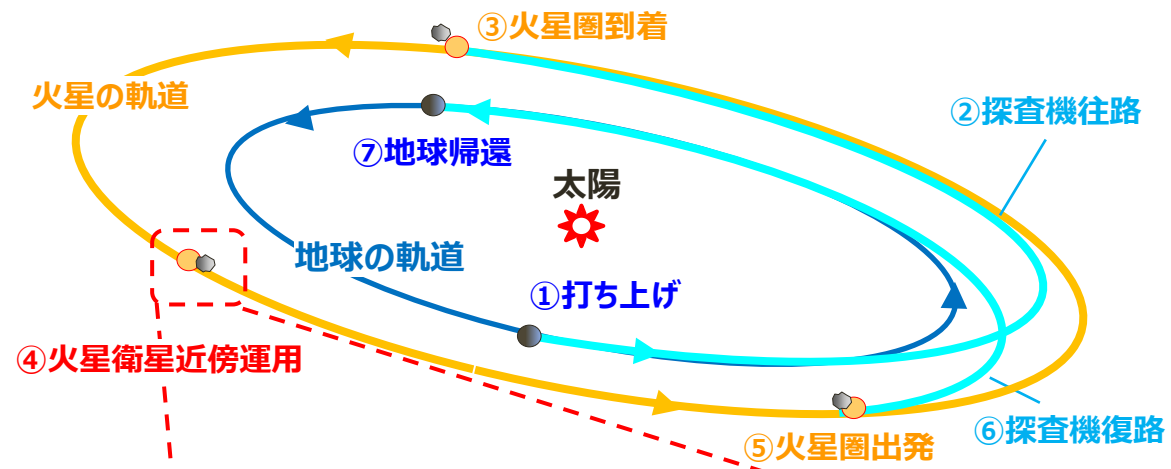 ③火星圏到着
火星の軌道
②探査機往路
⑦地球帰還
太陽
地球の軌道
①打ち上げ
④火星衛星近傍運用
⑤火星圏出発
⑥探査機復路